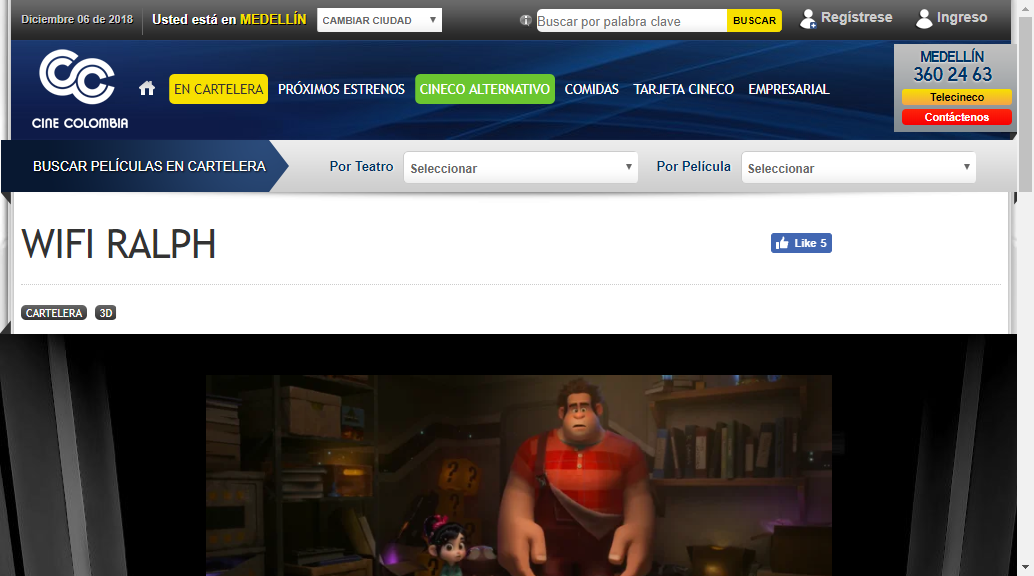 Diciembre 06 de 2018
Usted está en MEDELLÍN
CAMBIAR CIUDAD
Buscar por palabra clave
BUSCAR
Regístrese
Ingreso
CINE COLOMBIA
EN CARTELERA
PRÓXIMOS ESTRENOS
CINECO ALTERNATIVO
COMIDAS
TARJETA CINECO
EMPRESARIAL
MEDELLÍN
360 24 63
Telecineco
Contáctenos
BUSCAR PELÍCULAS EN CARTELERA
Por Teatro
Seleccionar
Por Película
Seleccionar
WIFI RALPH
Like 5
CARTELERA
3D
? ?